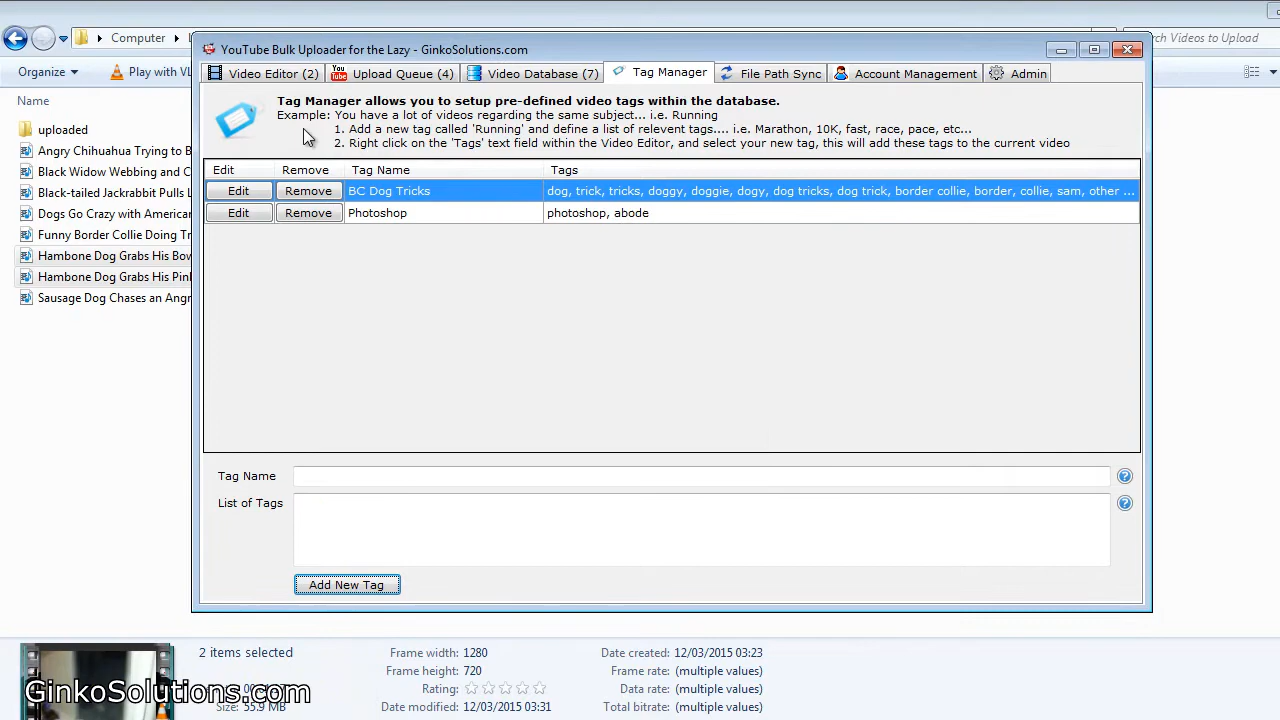 YouTube Bulk Uploader for the Lazy - GinkoSolutions.com
Computer
Videos to Upload
Organize
Play with VL
Video Editor (2)
Upload Queue (4)
Video Database (7)
Tag Manager
File Path Sync
Account Management
Admin
Name
uploaded
Angry Chihuahua Trying to B
Black Widow Webbing and C
Black-tailed Jackrabbit Pulls L
Dogs Go Crazy with American
Funny Border Collie Doing Tr
Hambone Dog Grabs His Bow
Hambone Dog Grabs His Pin
Sausage Dog Chases an Angr
Tag Manager allows you to setup pre-defined video tags within the database.
Example: You have a lot of videos regarding the same subject... i.e. Running
1. Add a new tag called 'Running' and define a list of relevent tags.... i.e. Marathon, 10K, fast, race, pace etc...
2. Right click on the 'Tags' text field within the Video Editor, and select your new tag, this will add these tags to the current video
Edit Remove Tag Name Tags
Edit Remove BC Dog Tricks dog, trick, tricks, doggy, doggie, dogy, dog tricks, dog trick, border collie, border, collie, sam, other ...
Edit Remove Photoshop photoshop, abode
Tag Name
List of Tags
Add New Tag
2 items selected
Frame width: 1280
Date created: 12/03/2015 03:23
Frame height: 720
Frame rate: (multiple values)
Rating:
Data rate: (multiple values)
Size: 55.9 MB
Date modified: 12/03/2015 03:31
Total bitrate: (multiple values)
GinkoSolutions.com